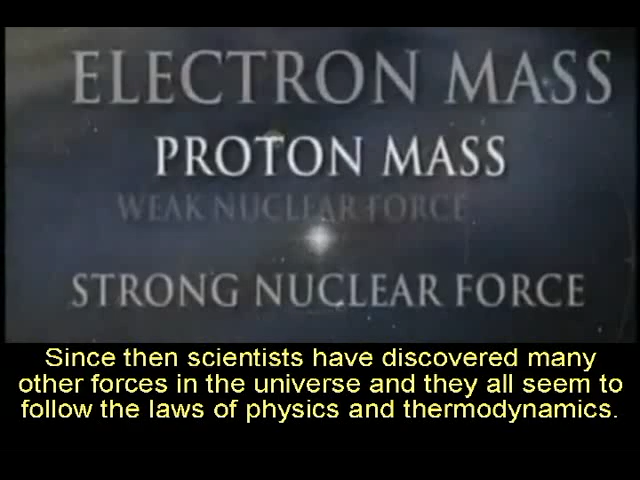 ELECTRON MASS
PROTON MASS
WEAK NUCLEAR FORCE
STRONG NUCLEAR FORCE
Since then scientists have discovered many
other forces in the universe and they all seem to
follow the laws of physics and thermodynamics.